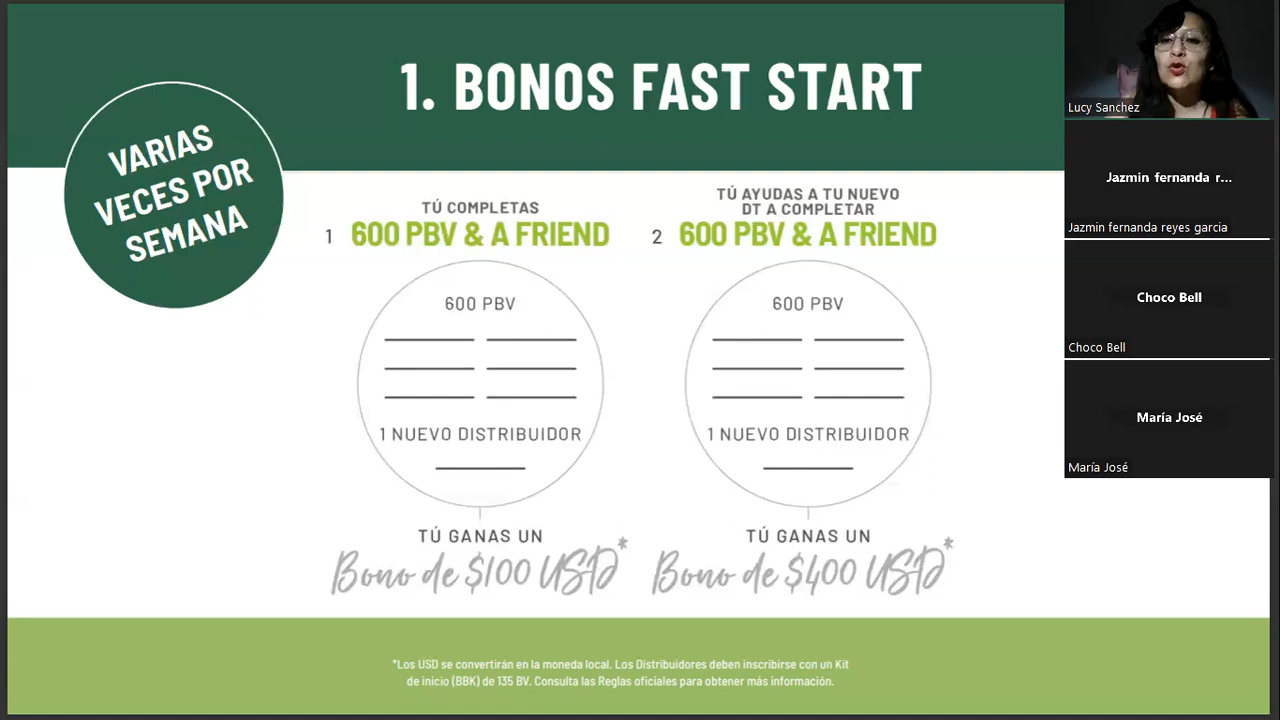 1. BONOS FAST START
VARIAS
VECES POR
SEMANA
TÚ COMPLETAS
1 600 PBV & A FRIEND
600 PBV
1 NUEVO DISTRIBUIDOR
TÚ GANAS UN
Bono de $100 USD*
TÚ AYUDAS A TU NUEVO
DT A COMPLETAR
2 600 PBV & A FRIEND
600 PBV
1 NUEVO DISTRIBUIDOR
TÚ GANAS UN
Bono de $400 USD*
*Los USD se convertirán en la moneda local. Los Distribuidores deben inscribirse con un Kit
de inicio (BBK) de 135 BV. Consulta las Reglas oficiales para obtener más información.
Lucy Sanchez
Jazmin fernanda r...
Jazmin fernanda reyes garcia
Choco Bell
Choco Bell
María José
María José